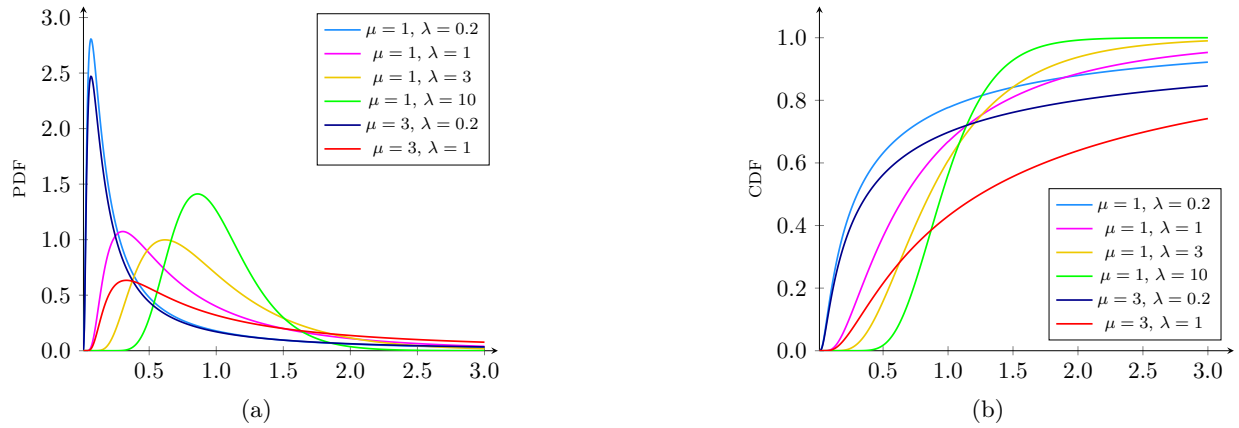 3.0
2.5
2.0
1.5
1.0
0.5
0.0
PDF
0.5
1.0
1.5
2.0
2.5
3.0
μ = 1, λ = 0.2
μ = 1, λ = 1
μ = 1, λ = 3
μ = 1, λ = 10
μ = 3, λ = 0.2
μ = 3, λ = 1
(a)
1.0
0.8
0.6
0.4
0.2
0.0
CDF
0.5
1.0
1.5
2.0
2.5
3.0
μ = 1, λ = 0.2
μ = 1, λ = 1
μ = 1, λ = 3
μ = 1, λ = 10
μ = 3, λ = 0.2
μ = 3, λ = 1
(b)